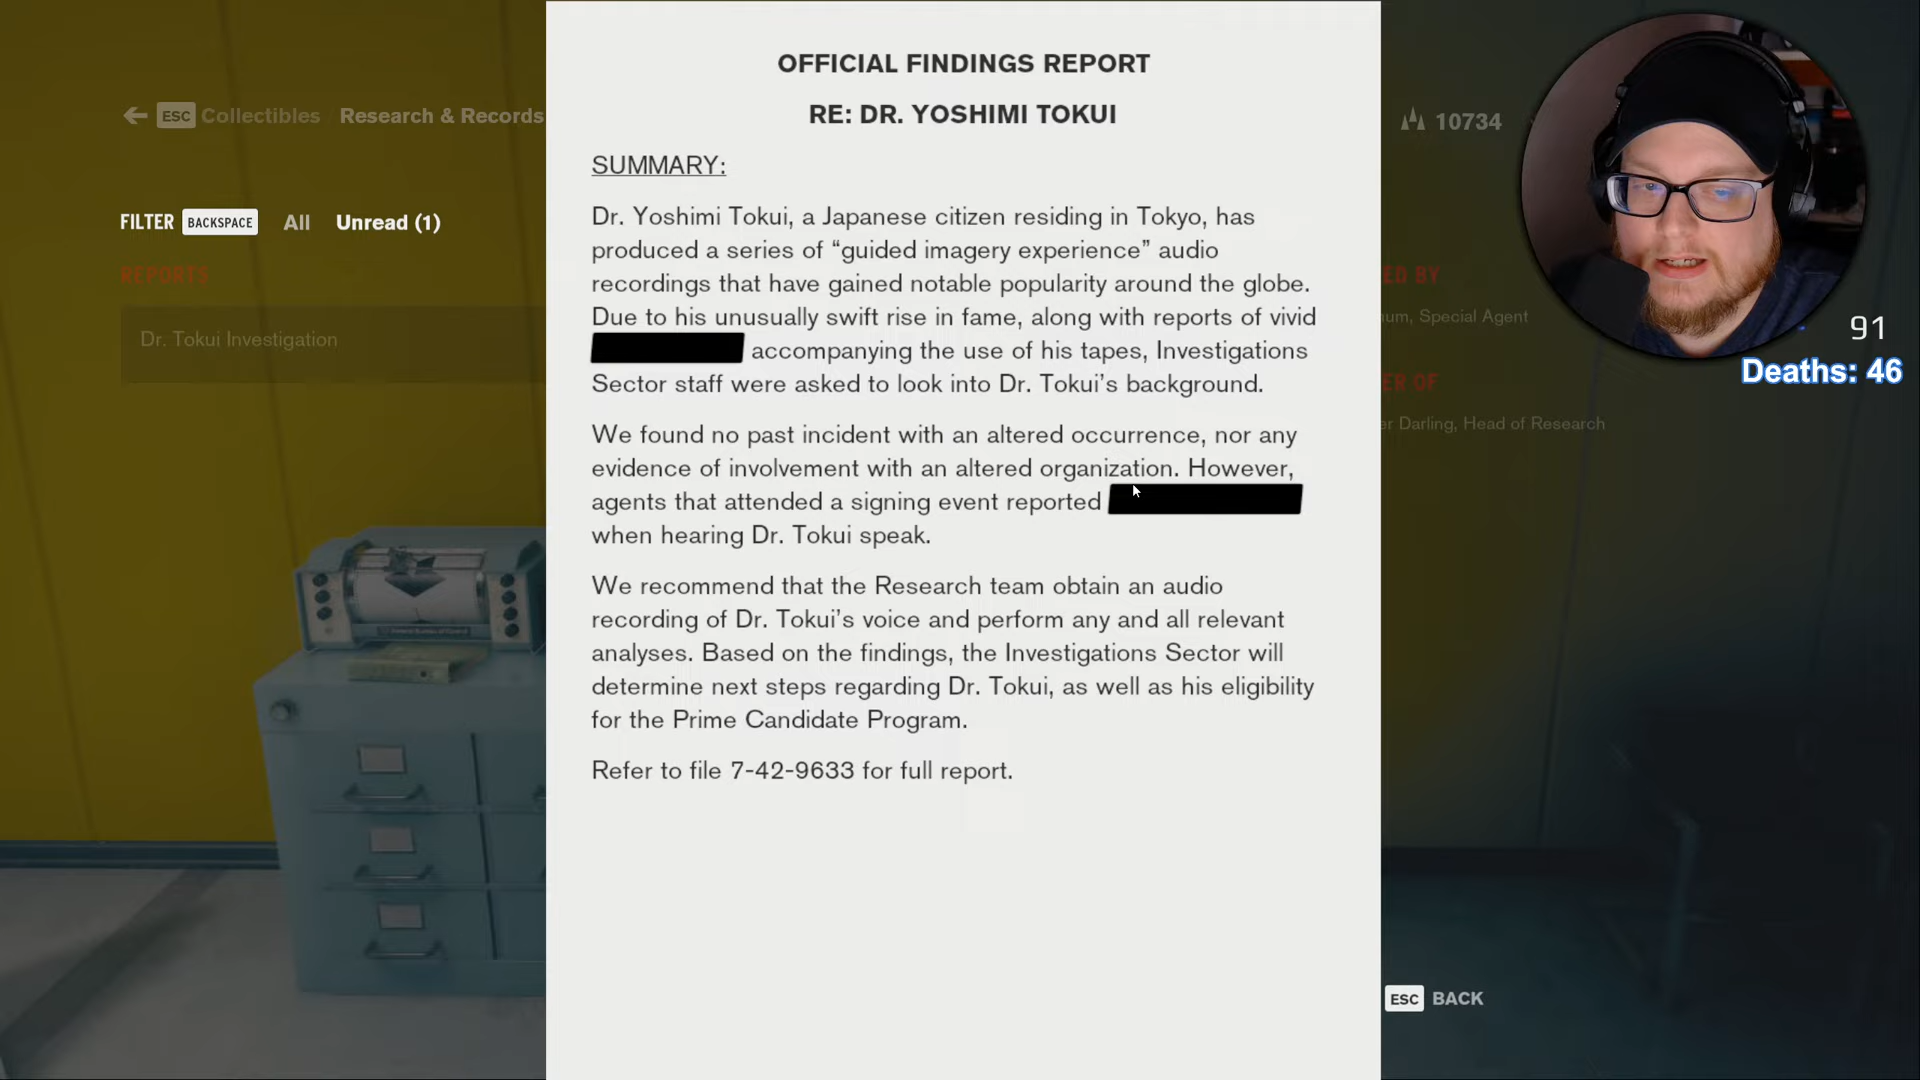 OFFICIAL FINDINGS REPORT
RE: DR. YOSHIMI TOKUI
ESC Collectibles / Research & Records
10734
SUMMARY:
FILTER BACKSPACE All Unread (1)
REPORTS
Dr. Tokui Investigation
Dr. Yoshimi Tokui, a Japanese citizen residing in Tokyo, has
produced a series of “guided imagery experience” audio
recordings that have gained notable popularity around the globe.
Due to his unusually swift rise in fame, along with reports of vivid
accompanying the use of his tapes, Investigations
Sector staff were asked to look into Dr. Tokui’s background.
We found no past incident with an altered occurrence, nor any
evidence of involvement with an altered organization. However,
agents that attended a signing event reported
when hearing Dr. Tokui speak.
We recommend that the Research team obtain an audio
recording of Dr. Tokui’s voice and perform any and all relevant
analyses. Based on the findings, the Investigations Sector will
determine next steps regarding Dr. Tokui, as well as his eligibility
for the Prime Candidate Program.
Refer to file 7-42-9633 for full report.
ED BY
um, Special Agent
91
Deaths: 46
ER OF
er Darling, Head of Research
ESC BACK